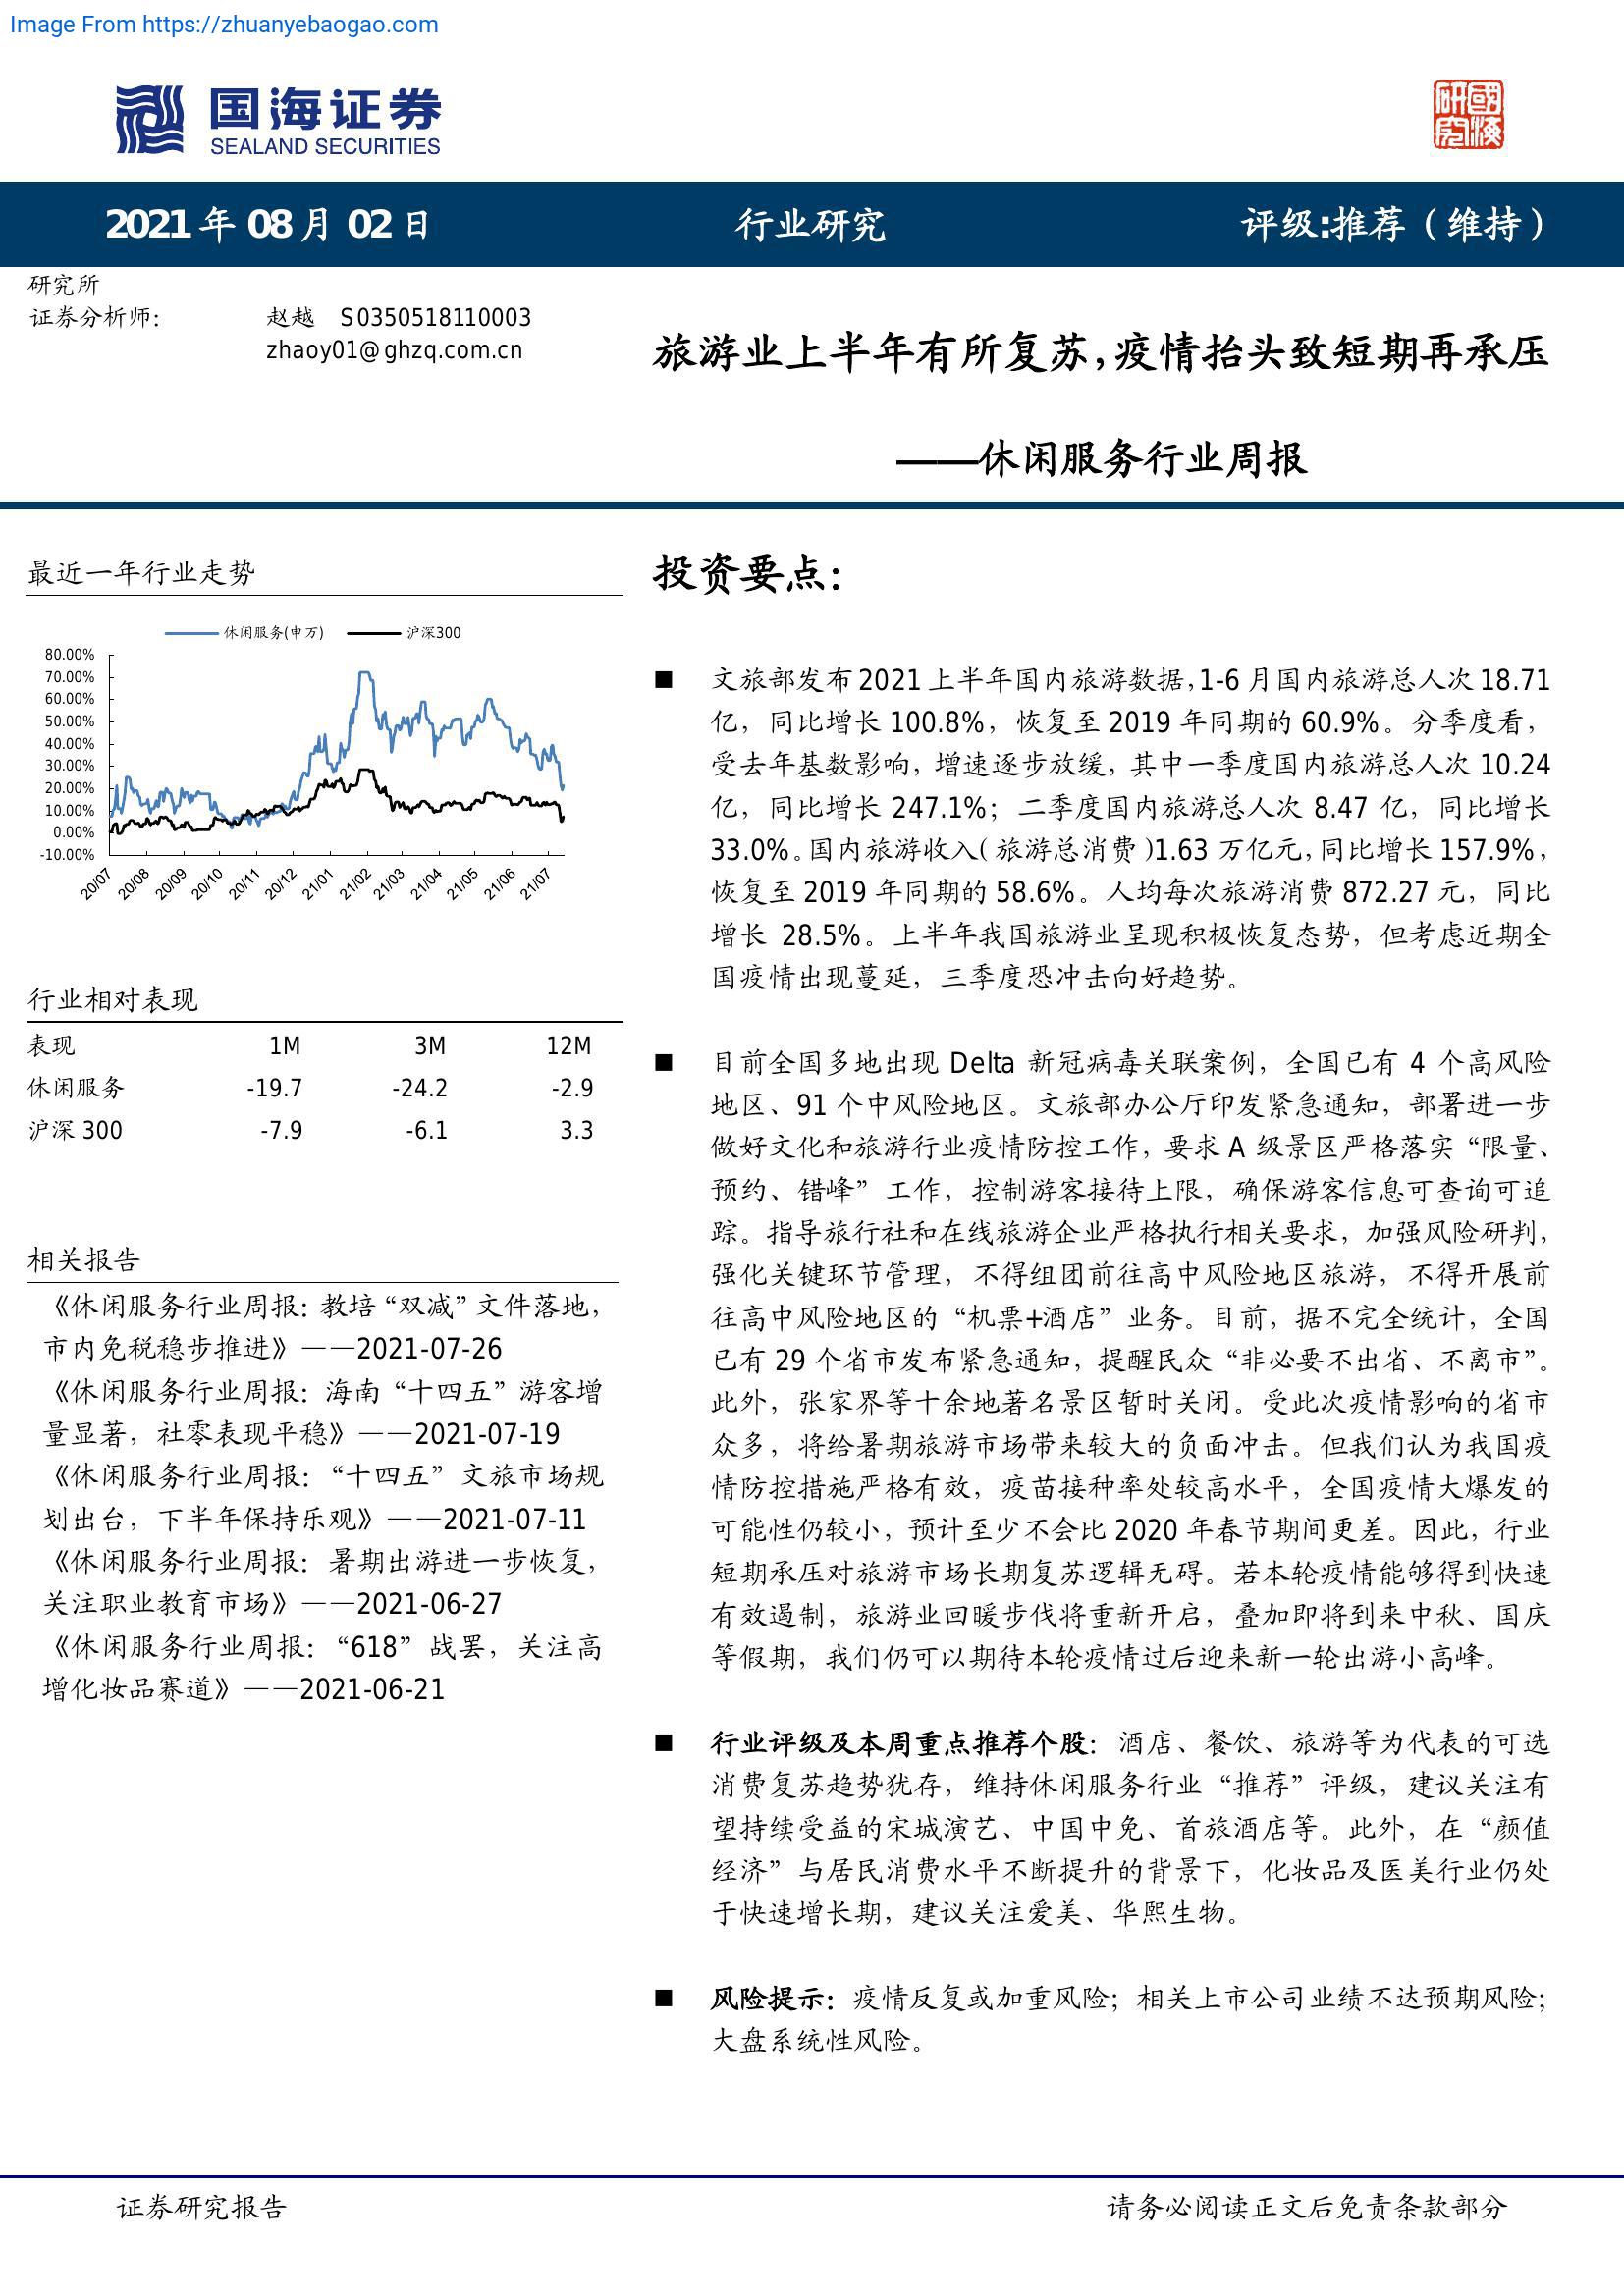 Image From https://zhuanyebaogao.com
国海证券
SEALAND SECURITIES
研 國
究 海
2021 年 08 月 02 日
行业研究
评级:推荐（维持）
研究所
证券分析师：
赵越 S0350518110003
zhaoy01@ghzq.com.cn
旅游业上半年有所复苏，疫情抬头致短期再承压
——休闲服务行业周报
最近一年行业走势
休闲服务(申万) 沪深300
80.00%
70.00%
60.00%
50.00%
40.00%
30.00%
20.00%
10.00%
0.00%
-10.00%
20/07 20/08 20/09 20/10 20/11 20/12 21/01 21/02 21/03 21/04 21/05 21/06 21/07
行业相对表现
表现 1M 3M 12M
休闲服务 -19.7 -24.2 -2.9
沪深 300 -7.9 -6.1 3.3
相关报告
《休闲服务行业周报：教培“双减”文件落地，
市内免税稳步推进》——2021-07-26
《休闲服务行业周报：海南“十四五”游客增
量显著，社零表现平稳》——2021-07-19
《休闲服务行业周报：“十四五”文旅市场规
划出台，下半年保持乐观》——2021-07-11
《休闲服务行业周报：暑期出游进一步恢复，
关注职业教育市场》——2021-06-27
《休闲服务行业周报：“618”战罢，关注高
增化妆品赛道》——2021-06-21
投资要点：
■ 文旅部发布 2021 上半年国内旅游数据，1-6 月国内旅游总人次 18.71
亿，同比增长 100.8%，恢复至 2019 年同期的 60.9%。分季度看，
受去年基数影响，增速逐步放缓，其中一季度国内旅游总人次 10.24
亿，同比增长 247.1%；二季度国内旅游总人次 8.47 亿，同比增长
33.0%。国内旅游收入（旅游总消费）1.63 万亿元，同比增长 157.9%，
恢复至 2019 年同期的 58.6%。人均每次旅游消费 872.27 元，同比
增长 28.5%。上半年我国旅游业呈现积极恢复态势，但考虑近期全
国疫情出现蔓延，三季度恐冲击向好趋势。
■ 目前全国多地出现 Delta 新冠病毒关联案例，全国已有 4 个高风险
地区、91 个中风险地区。文旅部办公厅印发紧急通知，部署进一步
做好文化和旅游行业疫情防控工作，要求 A 级景区严格落实“限量、
预约、错峰”工作，控制游客接待上限，确保游客信息可查询可追
踪。指导旅行社和在线旅游企业严格执行相关要求，加强风险研判，
强化关键环节管理，不得组团前往高中风险地区旅游，不得开展前
往高中风险地区的“机票+酒店”业务。目前，据不完全统计，全国
已有 29 个省市发布紧急通知，提醒民众“非必要不出省、不离市”。
此外，张家界等十余地著名景区暂时关闭。受此次疫情影响的省市
众多，将给暑期旅游市场带来较大的负面冲击。但我们认为我国疫
情防控措施严格有效，疫苗接种率处较高水平，全国疫情大爆发的
可能性仍较小，预计至少不会比 2020 年春节期间更差。因此，行业
短期承压对旅游市场长期复苏逻辑无碍。若本轮疫情能够得到快速
有效遏制，旅游业回暖步伐将重新开启，叠加即将到来中秋、国庆
等假期，我们仍可以期待本轮疫情过后迎来新一轮出游小高峰。
■ 行业评级及本周重点推荐个股：酒店、餐饮、旅游等为代表的可选
消费复苏趋势犹存，维持休闲服务行业“推荐”评级，建议关注有
望持续受益的宋城演艺、中国中免、首旅酒店等。此外，在“颜值
经济”与居民消费水平不断提升的背景下，化妆品及医美行业仍处
于快速增长期，建议关注爱美、华熙生物。
■ 风险提示：疫情反复或加重风险；相关上市公司业绩不达预期风险；
大盘系统性风险。
证券研究报告
请务必阅读正文后免责条款部分